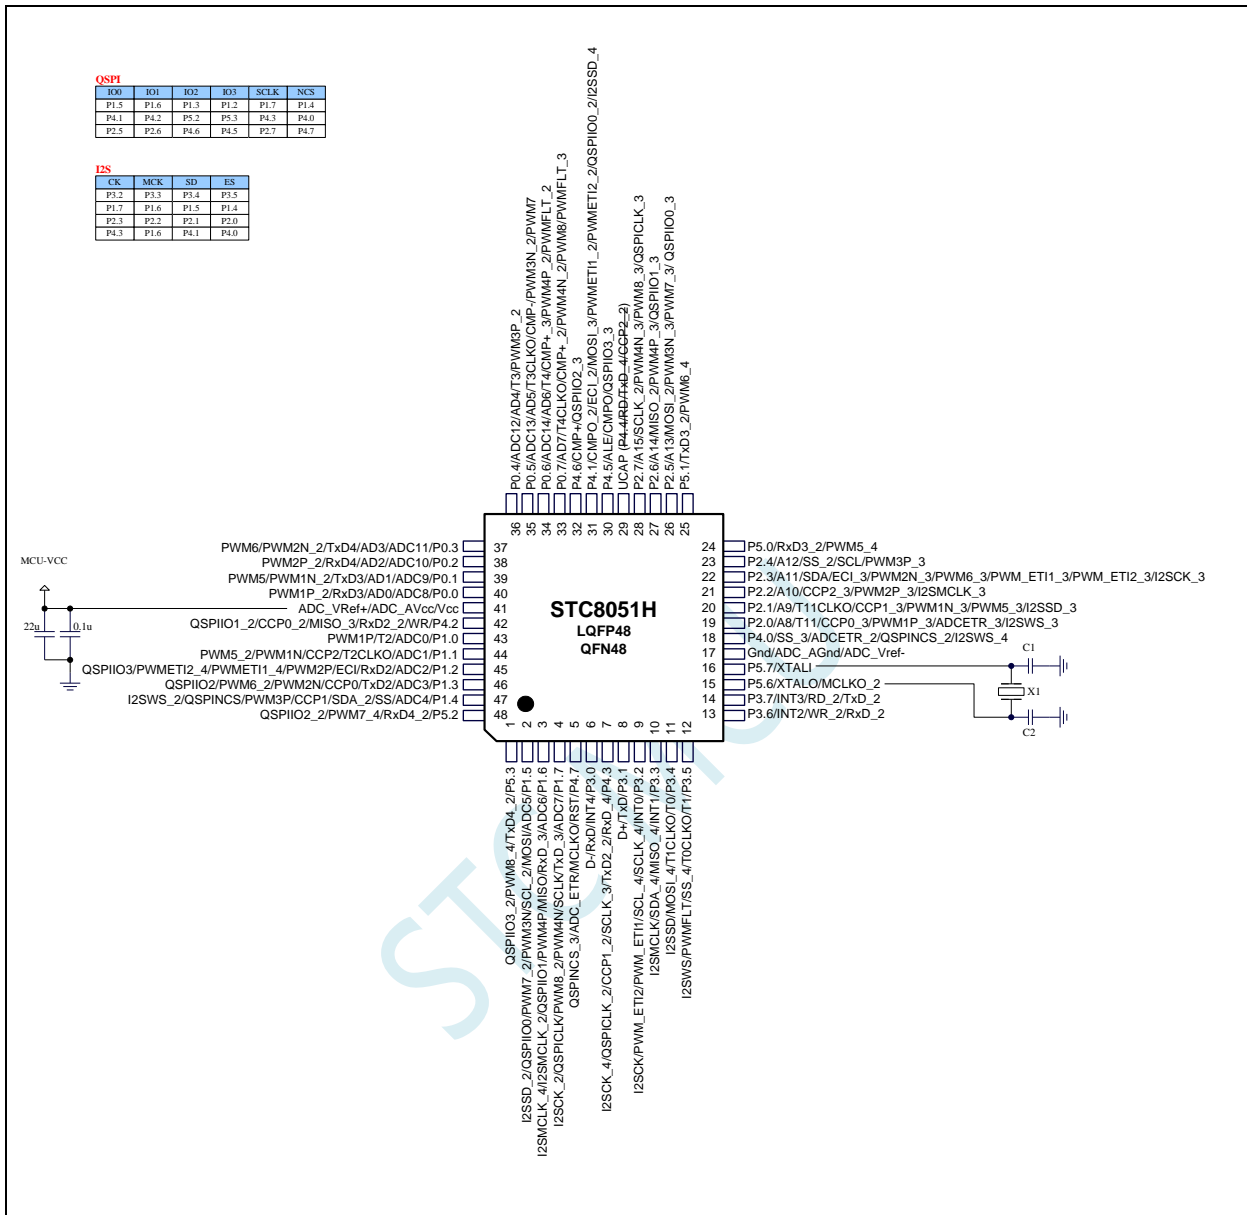 QSPI
IO0 IO1 IO2 IO3 SCLK NCS
P1.5 P1.6 P1.3 P1.2 P1.7 P1.4
P4.1 P4.2 P5.2 P5.3 P4.3 P4.0
P2.5 P2.6 P4.6 P4.5 P2.7 P4.7
I2S
CK MCK SD ES
P3.2 P3.3 P3.4 P3.5
P1.7 P1.6 P1.5 P1.4
P2.3 P2.2 P2.1 P2.0
P4.3 P1.6 P4.1 P4.0
P0.4/ADC12/AD4/T3/PWM3P_2
P0.5/ADC13/AD5/T3CLKO/CMP-/PWM3N_2/PWM7
P0.6/ADC14/AD6/T4/CMP+_3/PWM4P_2/PWMFLT_2
P0.7/AD7/T4CLKO/CMP+_2/PWM4N_2/PWM8/PWMFLT_3
P4.6/CMP+/QSPIIO2_3
P4.1/CMPO_2/ECI_2/MOSI_3/PWMETI1_2/PWMETI2_2/QSPIIO0_2/I2SSD_4
P4.5/ALE/CMPO/QSPIIO3_3
UCAP (P4.4/RD/TxD_4/CCP2_2)
P2.7/A15/SCLK_2/PWM4N_3/PWM8_3/QSPICLK_3
P2.6/A14/MISO_2/PWM4P_3/QSPIIO1_3
P2.5/A13/MOSI_2/PWM3N_3/PWM7_3/ QSPIIO0_3
P5.1/TxD3_2/PWM6_4
36 35 34 33 32 31 30 29 28 27 26 25
MCU-VCC
22u 0.1u
PWM6/PWM2N_2/TxD4/AD3/ADC11/P0.3 37
PWM2P_2/RxD4/AD2/ADC10/P0.2 38
PWM5/PWM1N_2/TxD3/AD1/ADC9/P0.1 39
PWM1P_2/RxD3/AD0/ADC8/P0.0 40
ADC_VRef+/ADC_AVcc/Vcc 41
QSPIIO1_2/CCP0_2/MISO_3/RxD2_2/WR/P4.2 42
PWM1P/T2/ADC0/P1.0 43
PWM5_2/PWM1N/CCP2/T2CLKO/ADC1/P1.1 44
QSPIIO3/PWMETI2_4/PWMETI1_4/PWM2P/ECI/RxD2/ADC2/P1.2 45
QSPIIO2/PWM6_2/PWM2N/CCP0/TxD2/ADC3/P1.3 46
I2SWS_2/QSPINCS/PWM3P/CCP1/SDA_2/SS/ADC4/P1.4 47
QSPIIO2_2/PWM7_4/RxD4_2/P5.2 48
STC8051H
LQFP48
QFN48
24 P5.0/RxD3_2/PWM5_4
23 P2.4/A12/SS_2/SCL/PWM3P_3
22 P2.3/A11/SDA/ECI_3/PWM2N_3/PWM6_3/PWM_ETI1_3/PWM_ETI2_3/I2SCK_3
21 P2.2/A10/CCP2_3/PWM2P_3/I2SMCLK_3
20 P2.1/A9/T11CLKO/CCP1_3/PWM1N_3/PWM5_3/I2SSD_3
19 P2.0/A8/T11/CCP0_3/PWM1P_3/ADCETR_3/I2SWS_3
18 P4.0/SS_3/ADCETR_2/QSPINCS_2/I2SWS_4
17 Gnd/ADC_AGnd/ADC_Vref-
16 P5.7/XTALI
15 P5.6/XTALO/MCLKO_2
14 P3.7/INT3/RD_2/TxD_2
13 P3.6/INT2/WR_2/RxD_2
C1
X1
C2
1 2 3 4 5 6 7 8 9 10 11 12
QSPIIO3_2/PWM8_4/TxD4_2/P5.3
I2SSD_2/QSPIIO0/PWM7_2/PWM3N/SCL_2/MOSI/ADC5/P1.5
I2SMCLK_4/I2SMCLK_2/QSPIIO1/PWM4P/MISO/RxD_3/ADC6/P1.6
I2SCK_2/QSPICLK/PWM8_2/PWM4N/SCLK/TxD_3/ADC7/P1.7
QSPINCS_3/ADC_ETR/MCLKO/RST/P4.7
D-/RxD/INT4/P3.0
I2SCK_4/QSPICLK_2/CCP1_2/SCLK_3/TxD2_2/RxD_4/P4.3
D+/TxD/P3.1
I2SCK/PWM_ETI2/PWM_ETI1/SCL_4/SCLK_4/INT0/P3.2
I2SMCLK/SDA_4/MISO_4/INT1/P3.3
I2SSD/MOSI_4/T1CLKO/T0/P3.4
I2SWS/PWMFLT/SS_4/T0CLKO/T1/P3.5
STCMCU